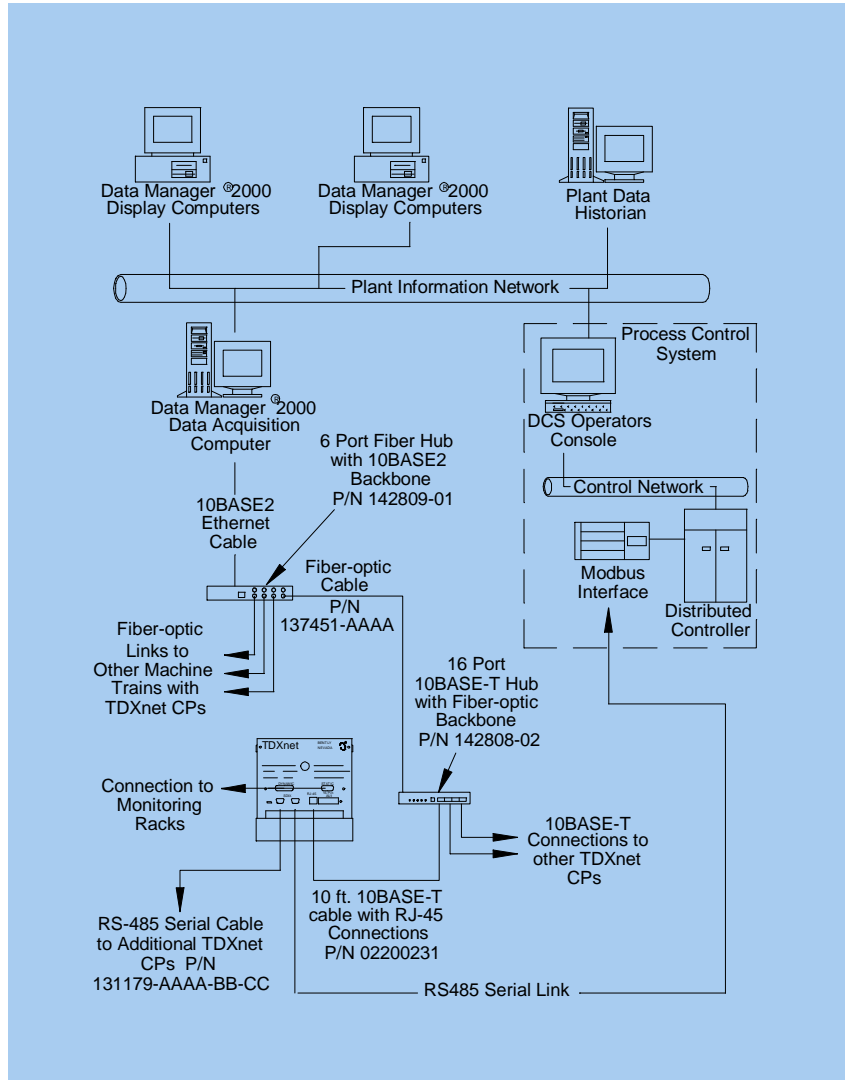 Data Manager ®2000
Display Computers
Data Manager ®2000
Display Computers
Plant Data
Historian
Plant Information Network
Process Control
System
Data Manager ®2000
Data Acquisition
Computer
DCS Operators
Console
6 Port Fiber Hub
with 10BASE2
Backbone
P/N 142809-01
10BASE2
Ethernet
Cable
Control Network
Fiber-optic
Cable
P/N
137451-AAAA
Modbus
Interface
Distributed
Controller
Fiber-optic
Links to
Other Machine
Trains with
TDXnet CPs
16 Port
10BASE-T Hub
with Fiber-optic
Backbone
P/N 142808-02
TDXnet
BENTLY
NEVADA
Connection to
Monitoring
Racks
10BASE-T
Connections to
other TDXnet
CPs
10 ft. 10BASE-T
cable with RJ-45
Connections
P/N 02200231
RS-485 Serial Cable
to Additional TDXnet
CPs P/N
131179-AAAA-BB-CC
RS485 Serial Link